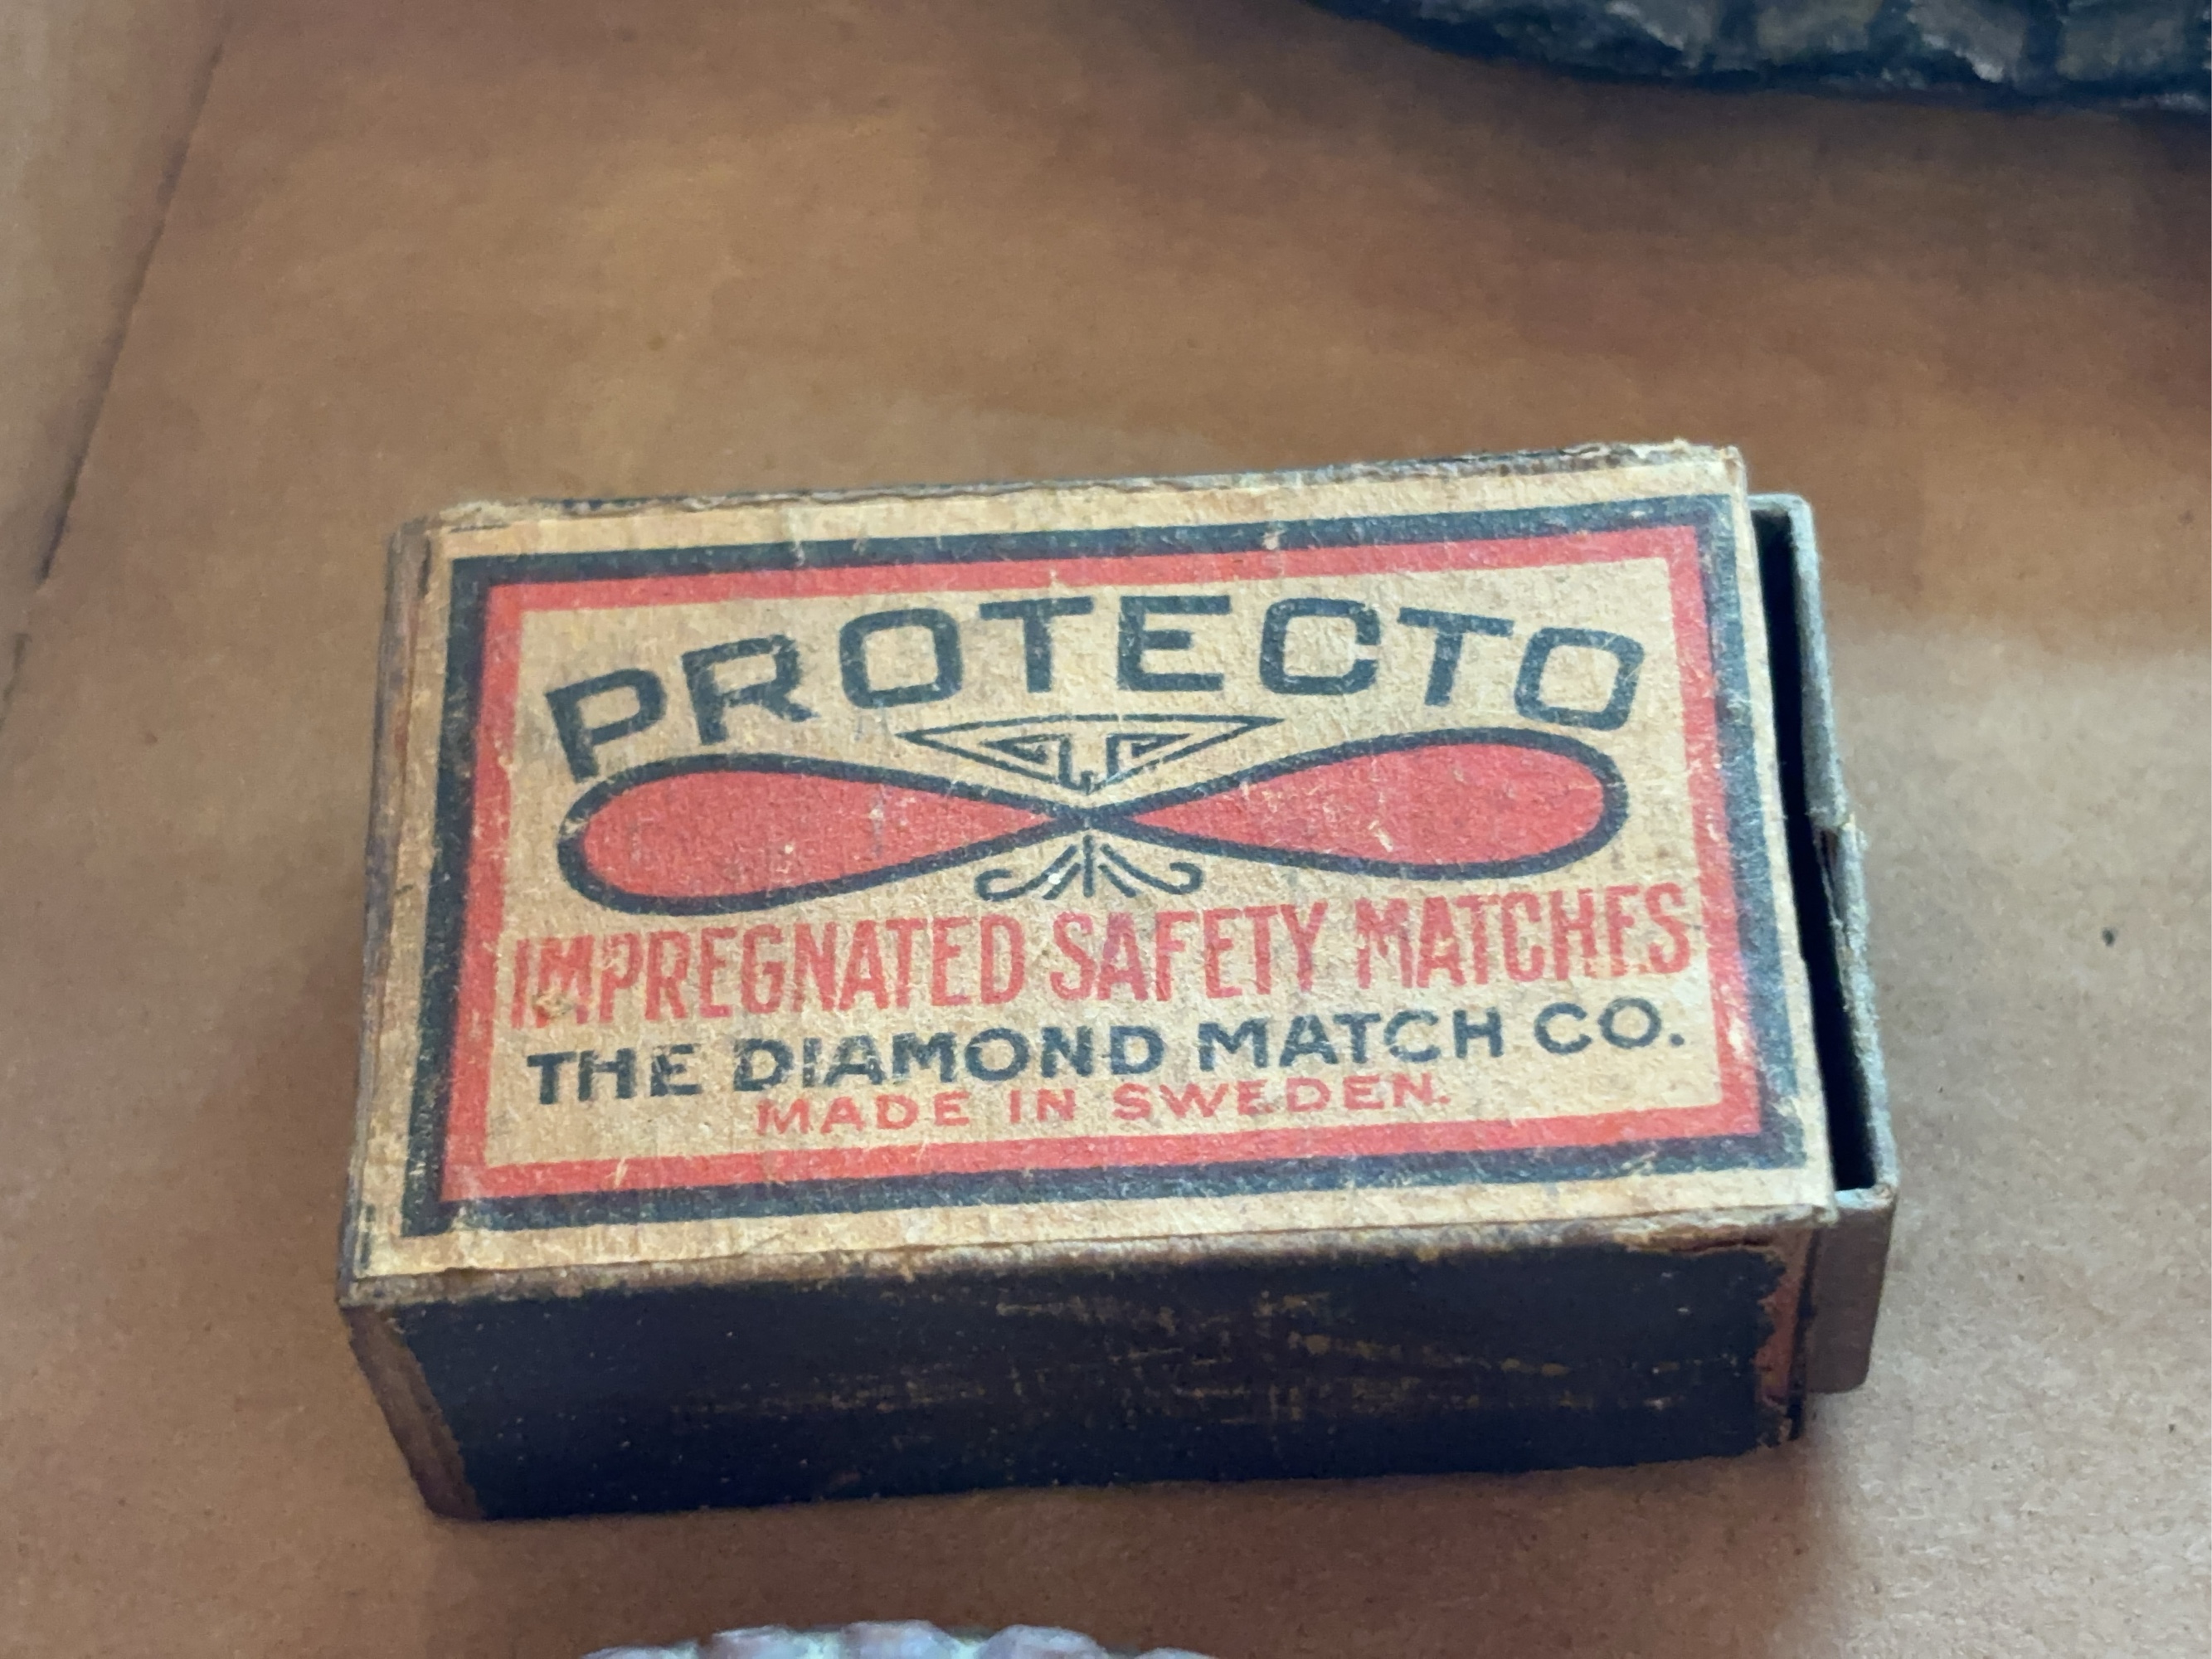 PROTECTO
IMPREGNATED SAFETY MATCHES
THE DIAMOND MATCH CO.
MADE IN SWEDEN.